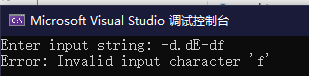 Microsoft Visual Studio 调试控制台
Enter input string: -d.dE-df
Error: Invalid input character 'f'